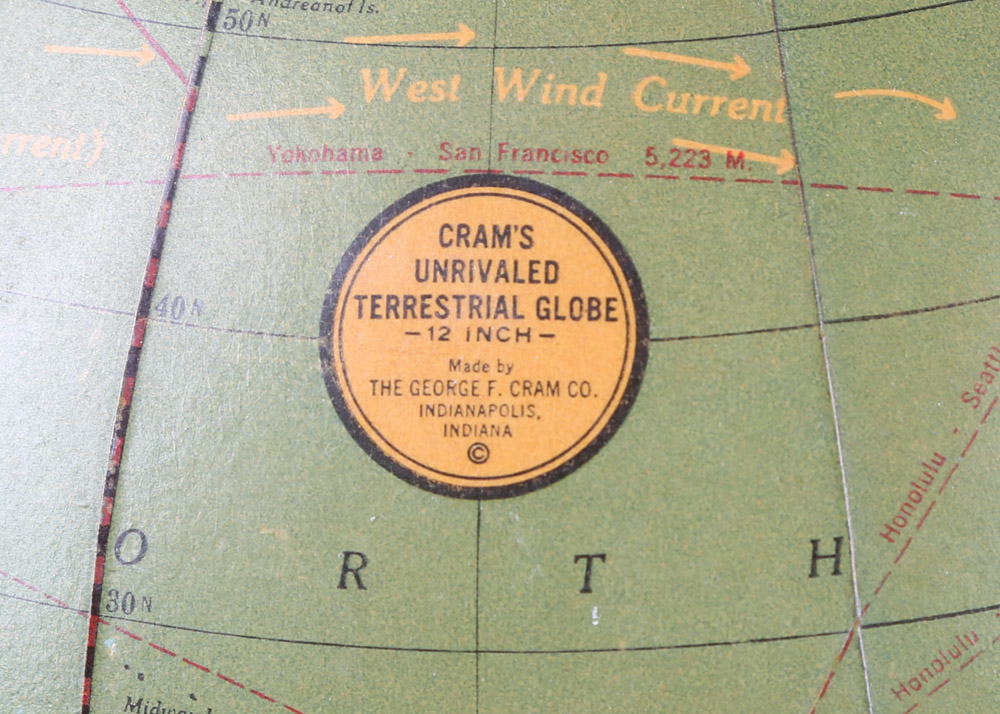 Andreanof Is.
50 N
West Wind Current
rrent)
Yokohama - San Francisco 5,223 M.
CRAM'S
UNRIVALED
TERRESTRIAL GLOBE
-12 INCH-
Made by
THE GEORGE F. CRAM CO.
INDIANAPOLIS,
INDIANA
©
40 N
Honolulu - Seattl
O R T H
30 N
Honolulu
Midway I